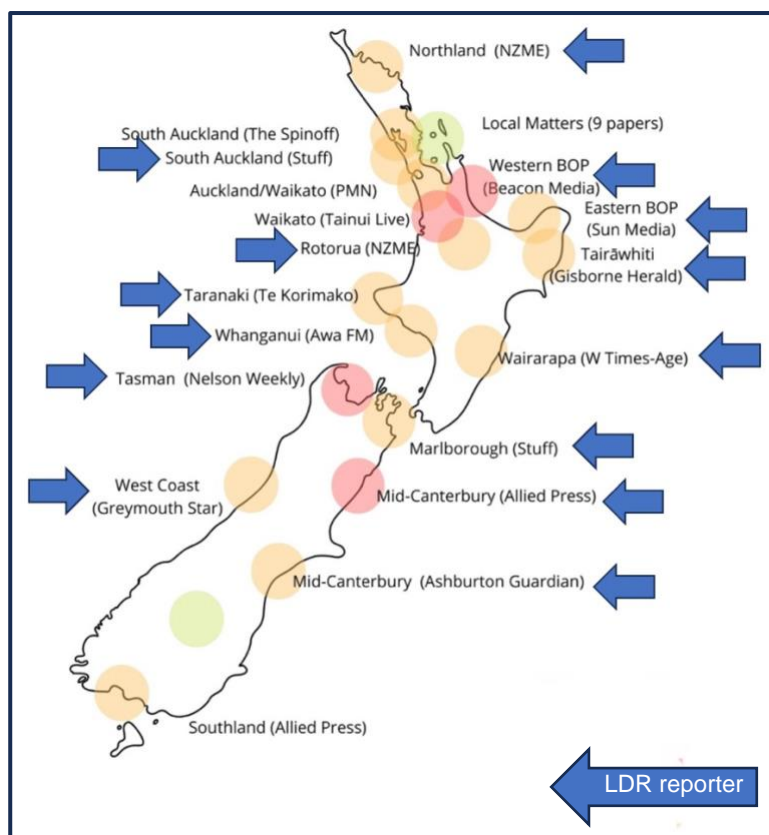 Northland (NZME)
South Auckland (The Spinoff)
Local Matters (9 papers)
South Auckland (Stuff)
Western BOP
(Beacon Media)
Auckland/Waikato (PMN)
Eastern BOP
(Sun Media)
Waikato (Tainui Live)
Rotorua (NZME)
Tairāwhiti
(Gisborne Herald)
Taranaki (Te Korimako)
Whanganui (Awa FM)
Wairarapa (W Times-Age)
Tasman (Nelson Weekly)
Marlborough (Stuff)
West Coast
(Greymouth Star)
Mid-Canterbury (Allied Press)
Mid-Canterbury (Ashburton Guardian)
Southland (Allied Press)
LDR reporter